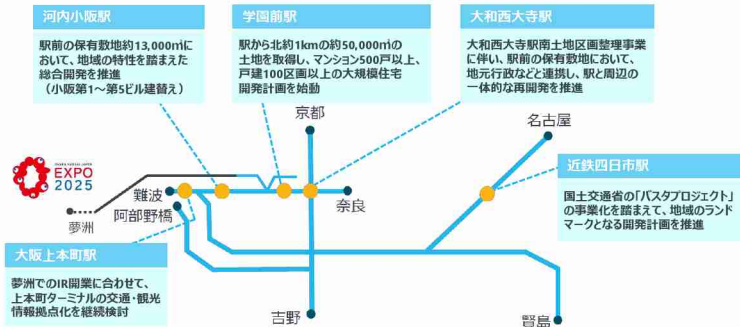 河内小阪駅
駅前の保有敷地約13,000㎡に
おいて、地域の特性を踏まえた
総合開発を推進
（小阪第1～第5ビル建替え）
学園前駅
駅から北約1kmの約50,000㎡の
土地を取得し、マンション500戸以上、
戸建100区画以上の大規模住宅
開発計画を始動
大和西大寺駅
大和西大寺駅南土地区画整理事業
に伴い、駅前の保有敷地において、
地元行政などと連携し、駅と周辺の
一体的な再開発を推進
京都
名古屋
EXPO
2025
難波
阿部野橋
奈良
夢洲
近鉄四日市駅
国土交通省の「バスタプロジェクト」
の事業化を踏まえて、地域のランド
マークとなる開発計画を推進
大阪上本町駅
夢洲でのIR開業に合わせて、
上本町ターミナルの交通・観光
情報拠点化を継続検討
吉野
賢島